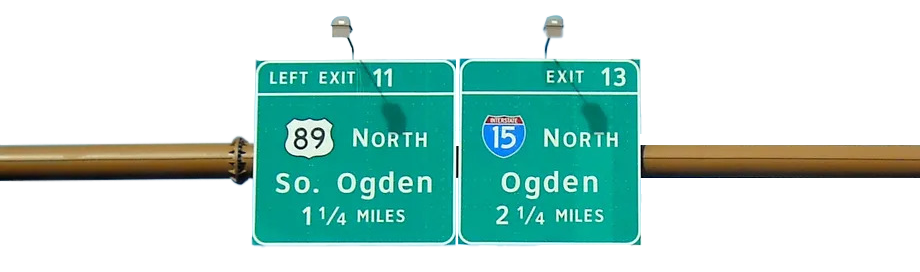 LEFT EXIT 11
89 NORTH
So. Ogden
1 1/4 MILES
EXIT 13
INTERSTATE
15 NORTH
Ogden
2 1/4 MILES